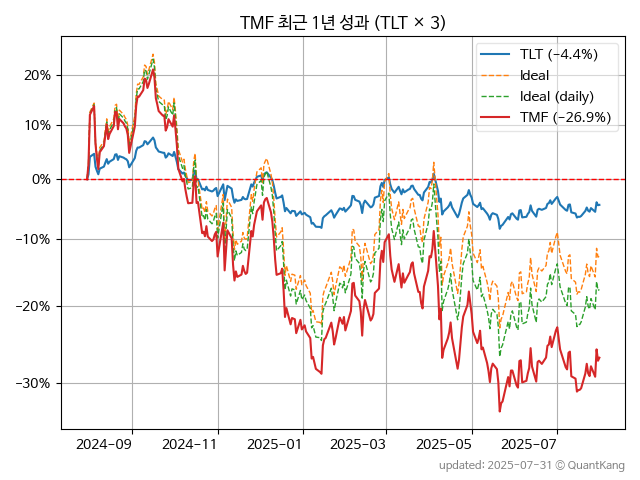 TMF 최근 1년 성과 (TLT × 3)
TLT (−4.4%)
Ideal
Ideal (daily)
TMF (−26.9%)
20%
10%
0%
−10%
−20%
−30%
2024−09
2024−11
2025−01
2025−03
2025−05
2025−07
updated: 2025-07-31 © QuantKang